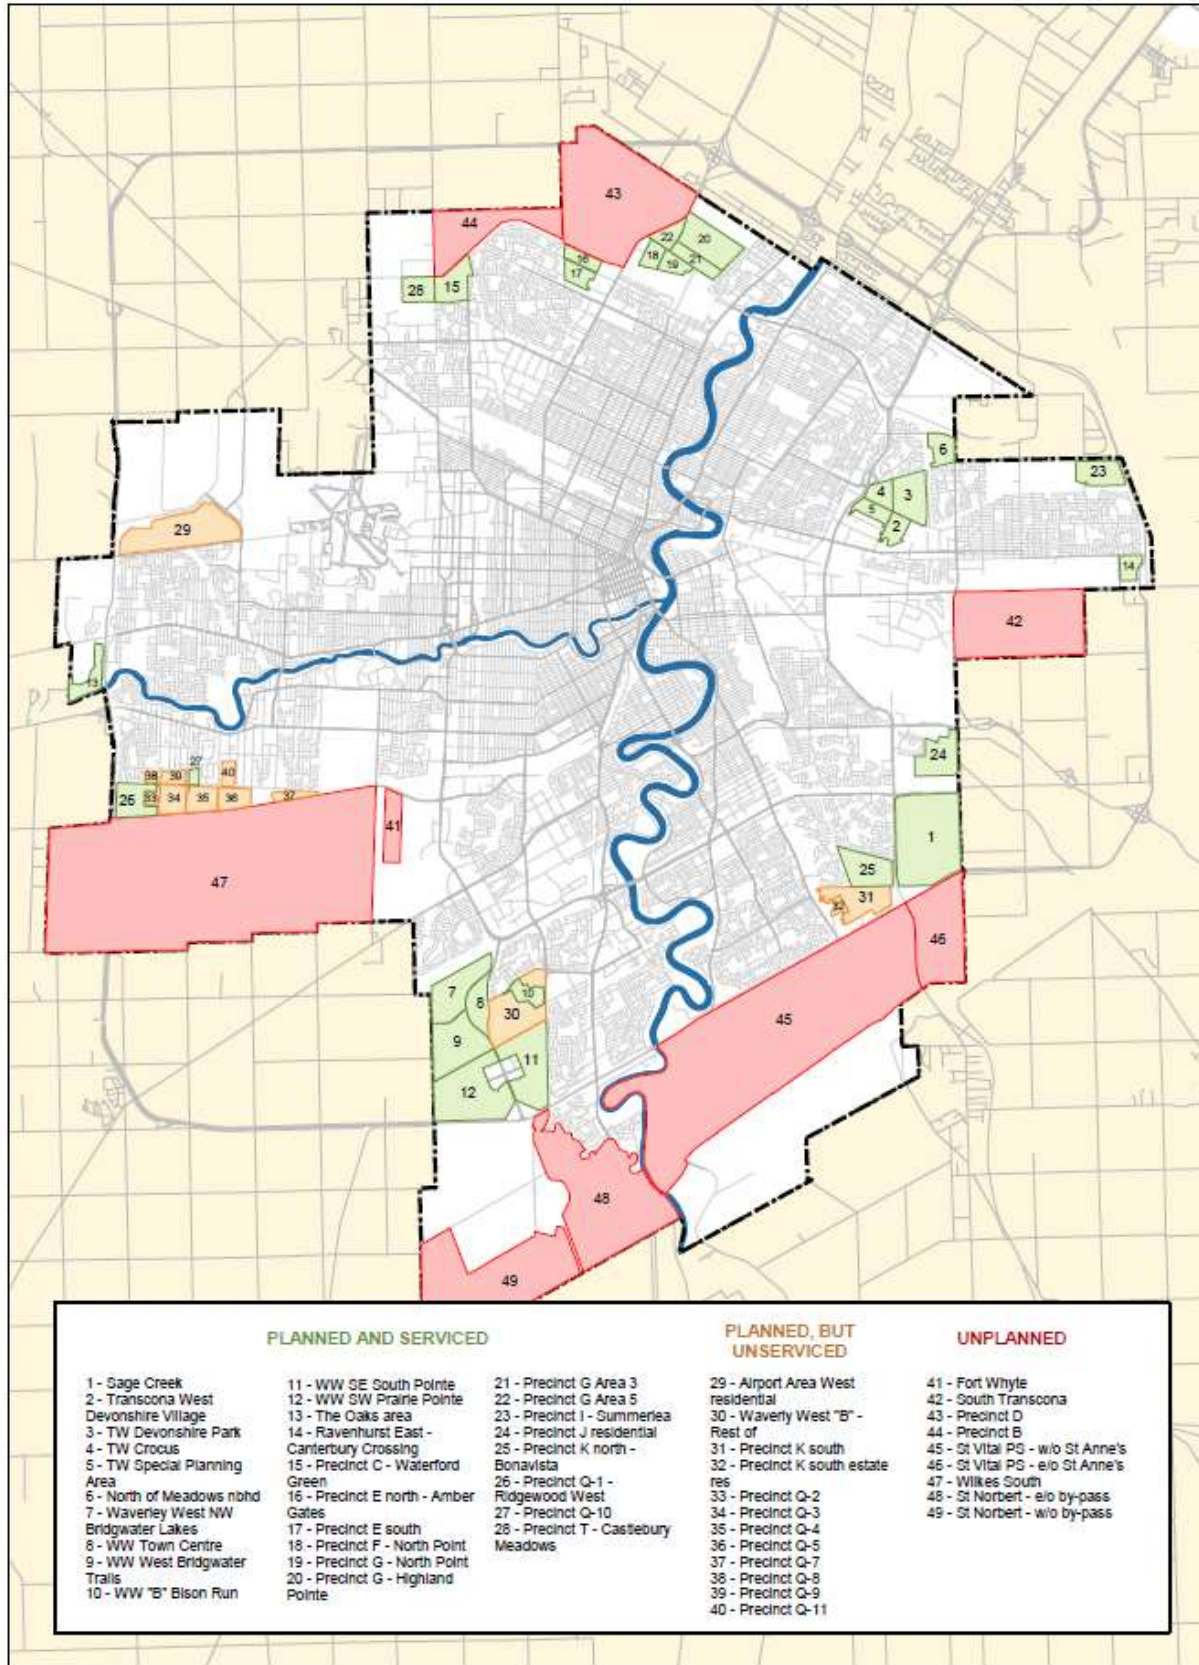 43
44
22
20
18
19
21
16
17
28
15
6
23
4
3
5
2
29
14
42
13
24
27
38
39
40
26
33
34
35
36
37
41
1
47
25
31
32
46
7
8
10
30
45
9
11
12
48
49
PLANNED AND SERVICED
1 - Sage Creek
2 - Transcona West
Devonshire Village
3 - TW Devonshire Park
4 - TW Crocus
5 - TW Special Planning
Area
6 - North of Meadows nbhd
7 - Waverley West NW
Bridgwater Lakes
8 - WW Town Centre
9 - WW West Bridgwater
Trails
10 - WW "B" Bison Run
11 - WW SE South Pointe
12 - WW SW Prairie Pointe
13 - The Oaks area
14 - Ravenhurst East -
Canterbury Crossing
15 - Precinct C - Waterford
Green
16 - Precinct E north - Amber
Gates
17 - Precinct E south
18 - Precinct F - North Point
19 - Precinct G - North Point
20 - Precinct G - Highland
Pointe
21 - Precinct G Area 3
22 - Precinct G Area 5
23 - Precinct I - Summerlea
24 - Precinct J residential
25 - Precinct K north -
Bonavista
26 - Precinct Q-1 -
Ridgewood West
27 - Precinct Q-10
28 - Precinct T - Castlebury
Meadows
PLANNED, BUT
UNSERVICED
29 - Airport Area West
residential
30 - Waverly West "B" -
Rest of
31 - Precinct K south
32 - Precinct K south estate
res
33 - Precinct Q-2
34 - Precinct Q-3
35 - Precinct Q-4
36 - Precinct Q-5
37 - Precinct Q-7
38 - Precinct Q-8
39 - Precinct Q-9
40 - Precinct Q-11
UNPLANNED
41 - Fort Whyte
42 - South Transcona
43 - Precinct D
44 - Precinct B
45 - St Vital PS - w/o St Anne's
46 - St Vital PS - e/o St Anne's
47 - Wilkes South
48 - St Norbert - e/o by-pass
49 - St Norbert - w/o by-pass